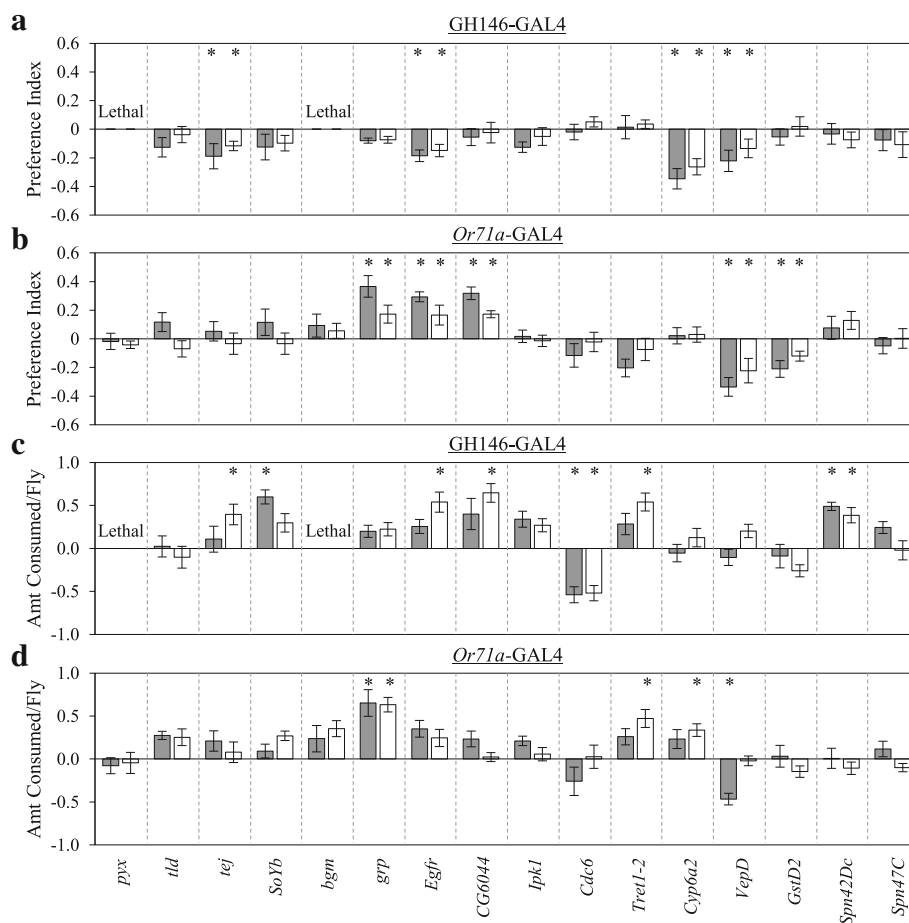 a
GH146-GAL4
0.6
0.4
0.2
0
-0.2
-0.4
-0.6
Preference Index
Lethal
Lethal
* * * * * * * *
b
Or71a-GAL4
0.6
0.4
0.2
0
-0.2
-0.4
-0.6
Preference Index
* * * * * * * * * *
c
GH146-GAL4
1.0
0.5
0.0
-0.5
-1.0
Amt Consumed/Fly
Lethal
Lethal
* * * * * * * * *
d
Or71a-GAL4
1.0
0.5
0.0
-0.5
-1.0
Amt Consumed/Fly
* * * * *
pyx
tld
tej
SoYb
bgm
grp
Egfr
CG6044
Ipk1
Cdc6
Tret1-2
Cyp6a2
VepD
GstD2
Spn42Dc
Spn47C